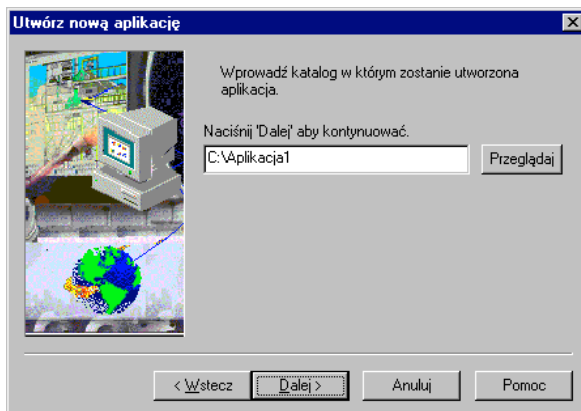 Utwórz nową aplikację
Wprowadź katalog w którym zostanie utworzona
aplikacja.
Naciśnij 'Dalej' aby kontynuować.
C:\Aplikacja1
Przeglądaj
< Wstecz
Dalej >
Anuluj
Pomoc